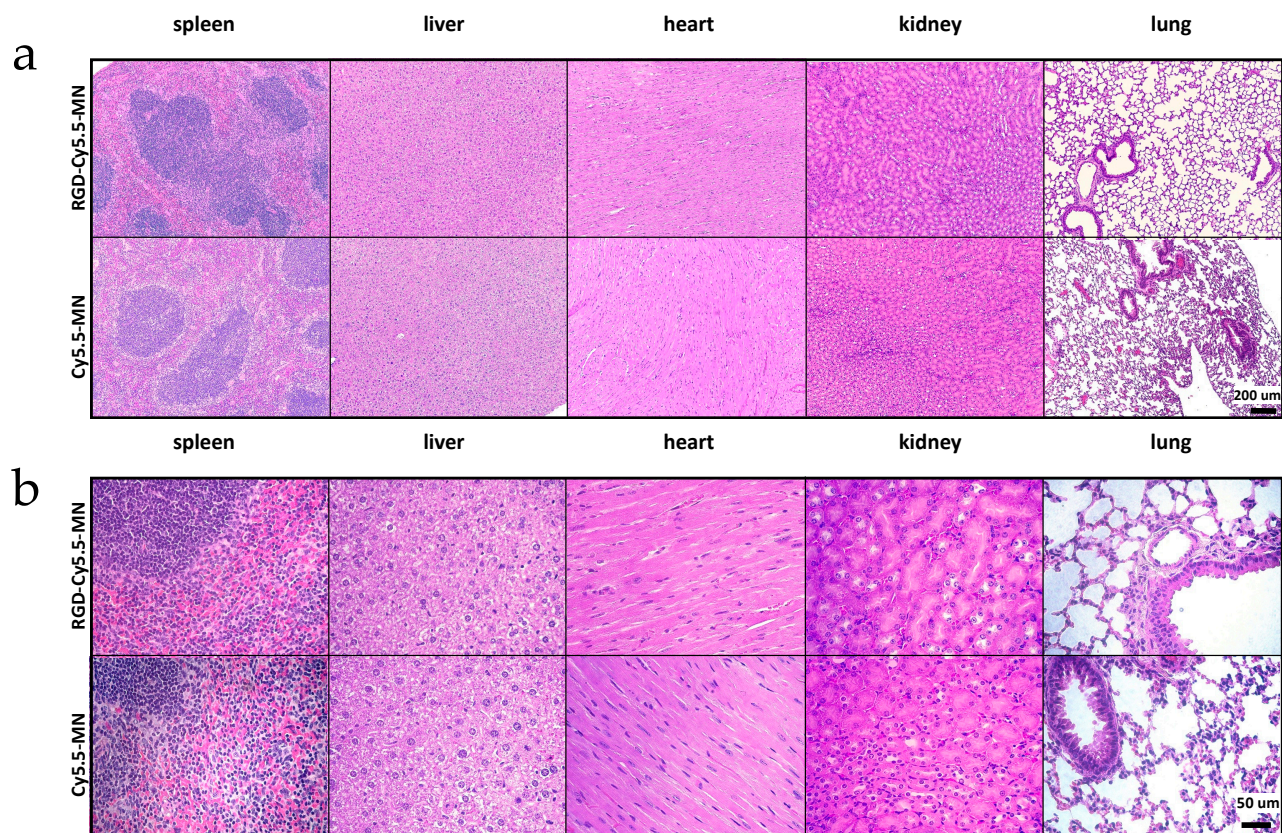 spleen liver heart kidney lung
a
RGD-Cy5.5-MN
Cy5.5-MN
200 um
spleen liver heart kidney lung
b
RGD-Cy5.5-MN
Cy5.5-MN
50 um